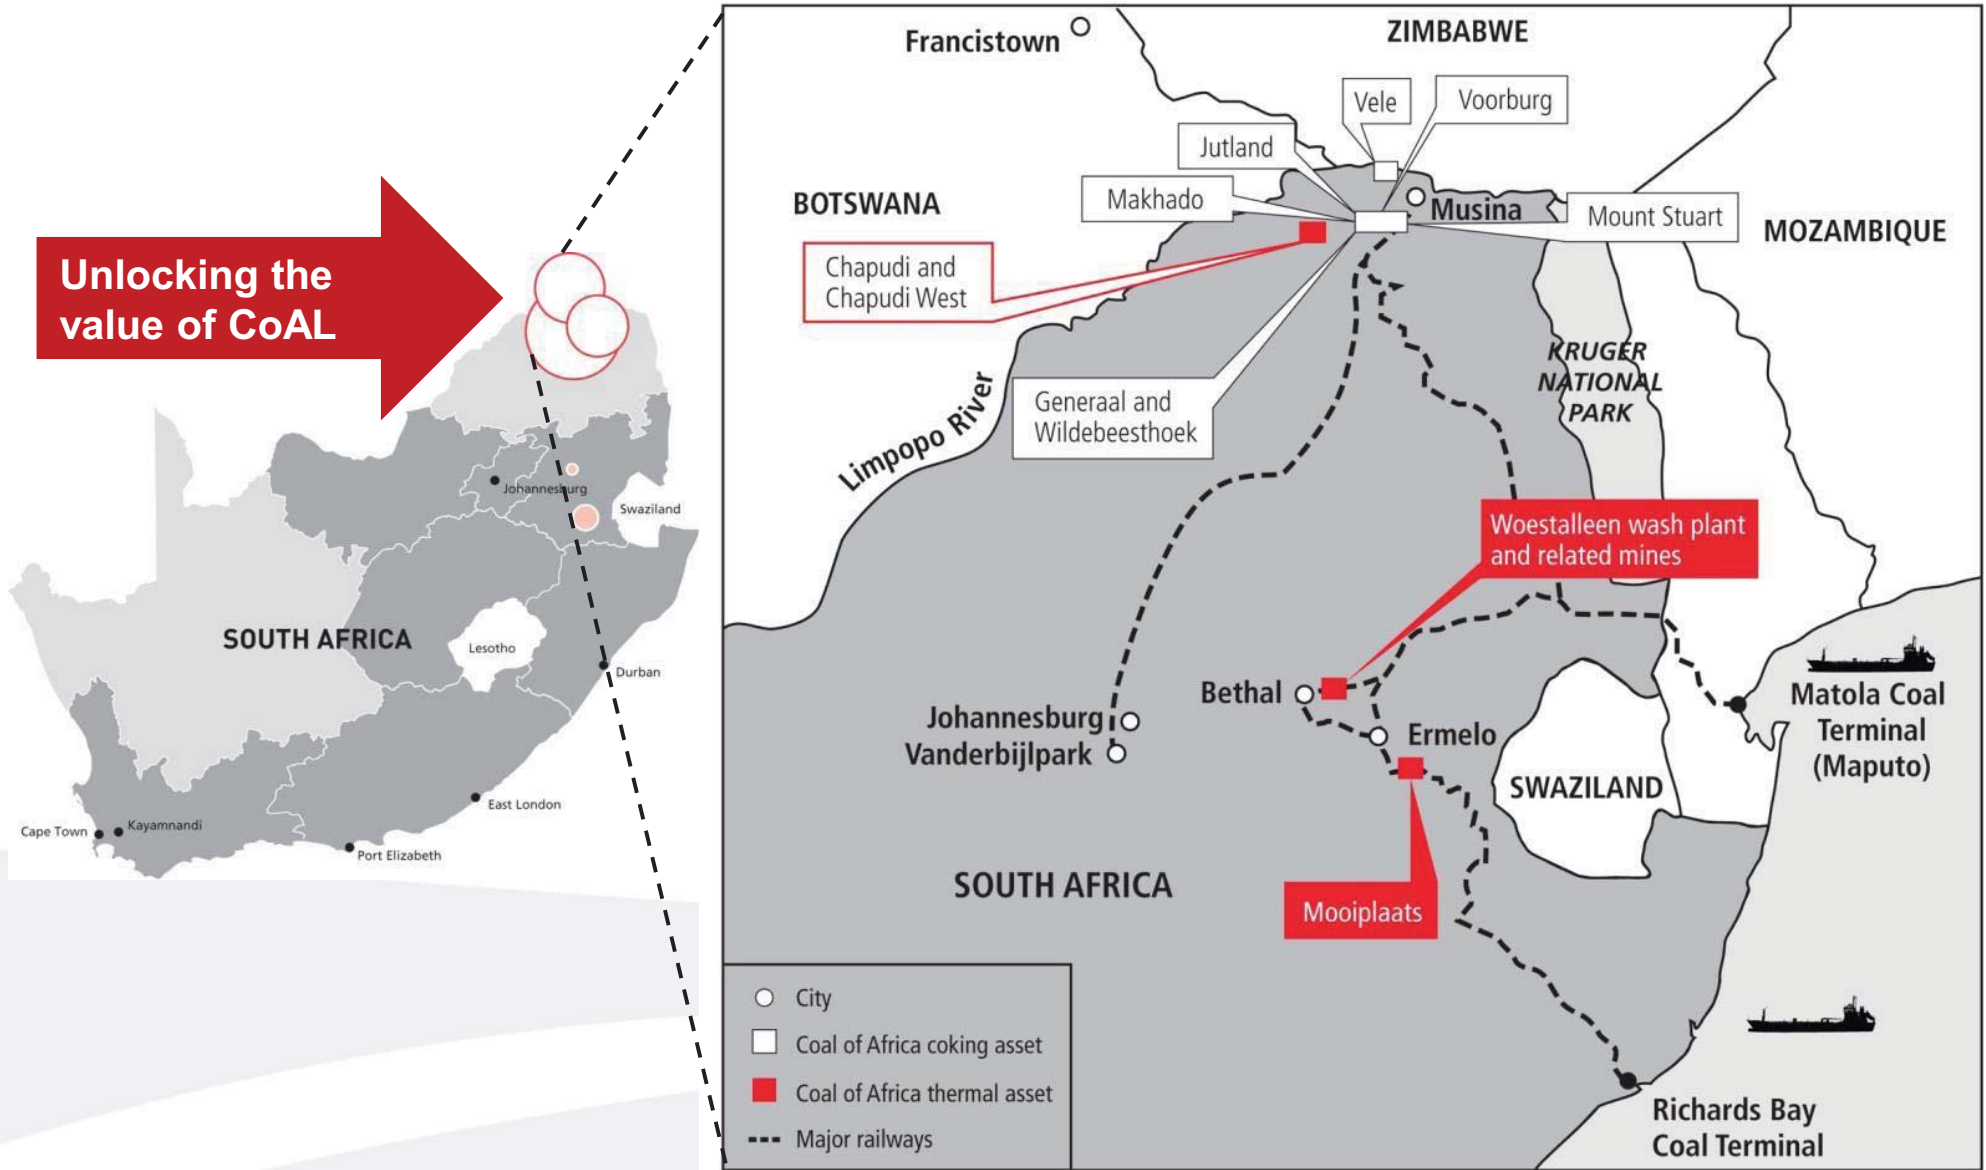 Unlocking the
value of CoAL
Johannesburg
Swaziland
SOUTH AFRICA
Lesotho
Durban
East London
Cape Town
Kayamnandi
Port Elizabeth
Francistown
ZIMBABWE
Vele
Voorburg
Jutland
Makhado
BOTSWANA
Musina
Mount Stuart
MOZAMBIQUE
Chapudi and
Chapudi West
KRUGER
NATIONAL
PARK
Generaal and
Wildebeesthoek
Limpopo River
Woestalleen wash plant
and related mines
Bethal
Johannesburg
Vanderbijlpark
Ermelo
Matola Coal
Terminal
(Maputo)
SWAZILAND
SOUTH AFRICA
Mooiplaats
City
Coal of Africa coking asset
Coal of Africa thermal asset
Major railways
Richards Bay
Coal Terminal